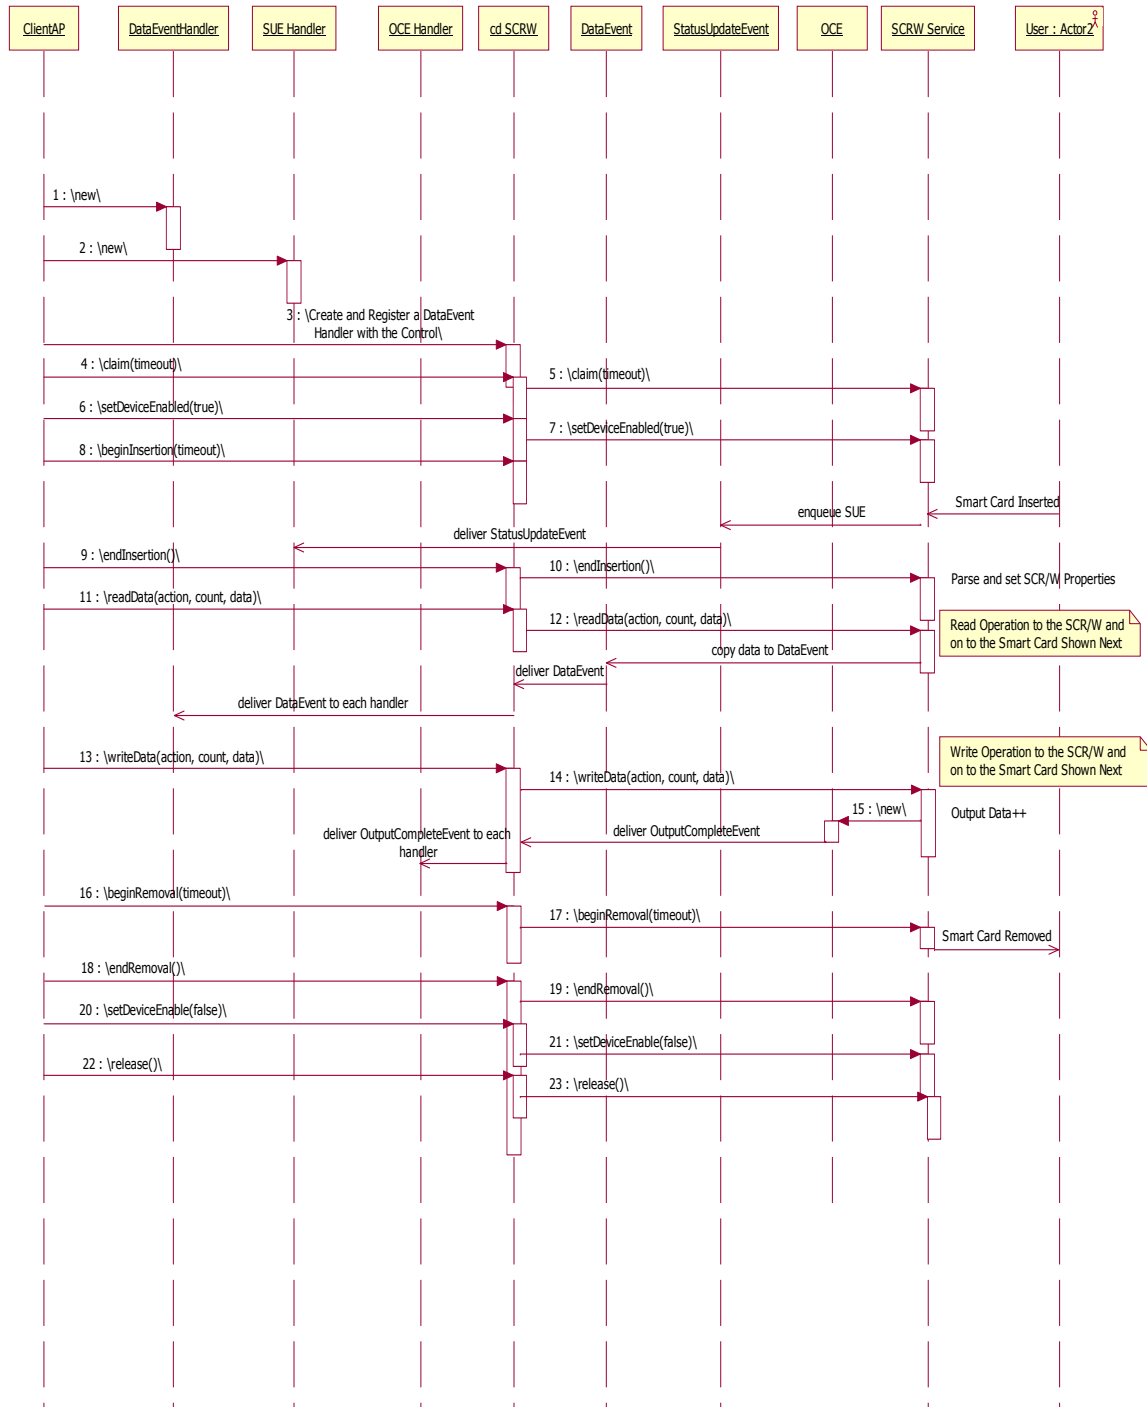 ClientAP
DataEventHandler
SUE Handler
OCE Handler
cd SCRW
DataEvent
StatusUpdateEvent
OCE
SCRW Service
User : Actor2
1 : \new\
2 : \new\
3 : \Create and Register a DataEvent
Handler with the Control\
4 : \claim(timeout)\
5 : \claim(timeout)\
6 : \setDeviceEnabled(true)\
7 : \setDeviceEnabled(true)\
8 : \beginInsertion(timeout)\
Smart Card Inserted
enqueue SUE
deliver StatusUpdateEvent
9 : \endInsertion()\
10 : \endInsertion()\
Parse and set SCR/W Properties
11 : \readData(action, count, data)\
12 : \readData(action, count, data)\
Read Operation to the SCR/W and
on to the Smart Card Shown Next
copy data to DataEvent
deliver DataEvent
deliver DataEvent to each handler
13 : \writeData(action, count, data)\
Write Operation to the SCR/W and
on to the Smart Card Shown Next
14 : \writeData(action, count, data)\
15 : \new\
Output Data++
deliver OutputCompleteEvent
deliver OutputCompleteEvent to each
handler
16 : \beginRemoval(timeout)\
17 : \beginRemoval(timeout)\
Smart Card Removed
18 : \endRemoval()\
19 : \endRemoval()\
20 : \setDeviceEnable(false)\
21 : \setDeviceEnable(false)\
22 : \release()\
23 : \release()\